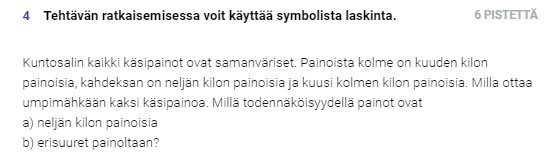 4 Tehtävän ratkaisemisessa voit käyttää symbolista laskinta. 6 PISTETTÄ
Kuntosalin kaikki käsipainot ovat samanväriset. Painoista kolme on kuuden kilon
painoisia, kahdeksan on neljän kilon painoisia ja kuusi kolmen kilon painoisia. Milla ottaa
umpimähkään kaksi käsipainoa. Millä todennäköisyydellä painot ovat
a) neljän kilon painoisia
b) erisuuret painoltaan?